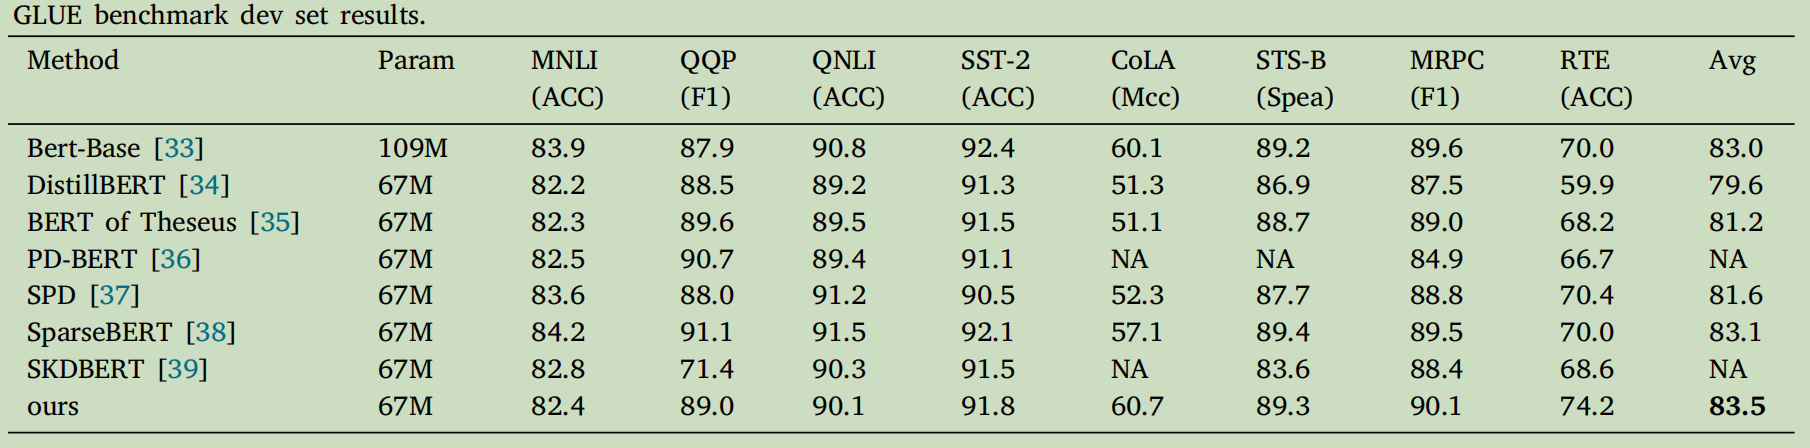 GLUE benchmark dev set results.
Method Param MNLI QQP QNLI SST-2 CoLA STS-B MRPC RTE Avg
(ACC) (F1) (ACC) (ACC) (Mcc) (Spea) (F1) (ACC)
Bert-Base [33] 109M 83.9 87.9 90.8 92.4 60.1 89.2 89.6 70.0 83.0
DistillBERT [34] 67M 82.2 88.5 89.2 91.3 51.3 86.9 87.5 59.9 79.6
BERT of Theseus [35] 67M 82.3 89.6 89.5 91.5 51.1 88.7 89.0 68.2 81.2
PD-BERT [36] 67M 82.5 90.7 89.4 91.1 NA NA 84.9 66.7 NA
SPD [37] 67M 83.6 88.0 91.2 90.5 52.3 87.7 88.8 70.4 81.6
SparseBERT [38] 67M 84.2 91.1 91.5 92.1 57.1 89.4 89.5 70.0 83.1
SKDBERT [39] 67M 82.8 71.4 90.3 91.5 NA 83.6 88.4 68.6 NA
ours 67M 82.4 89.0 90.1 91.8 60.7 89.3 90.1 74.2 83.5